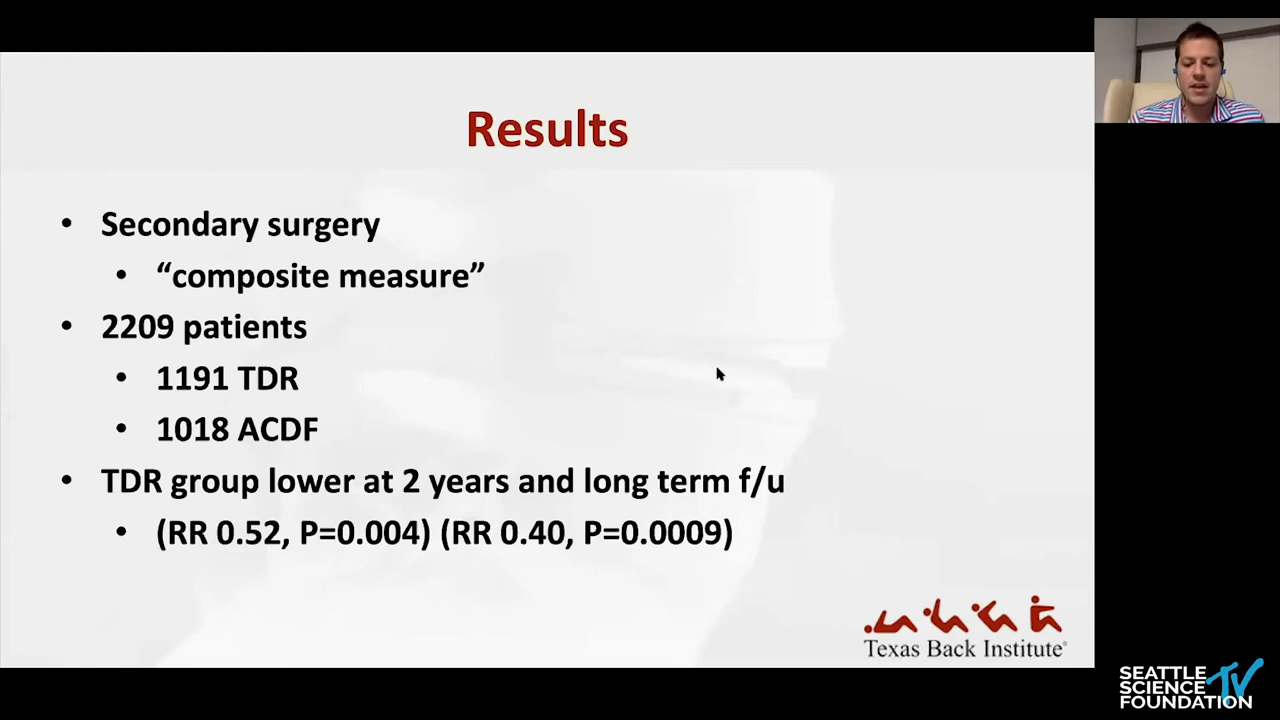 Results
• Secondary surgery
• “composite measure”
• 2209 patients
• 1191 TDR
• 1018 ACDF
• TDR group lower at 2 years and long term f/u
• (RR 0.52, P=0.004) (RR 0.40, P=0.0009)
Texas Back Institute®
SEATTLE
SCIENCE
FOUNDATION
TV